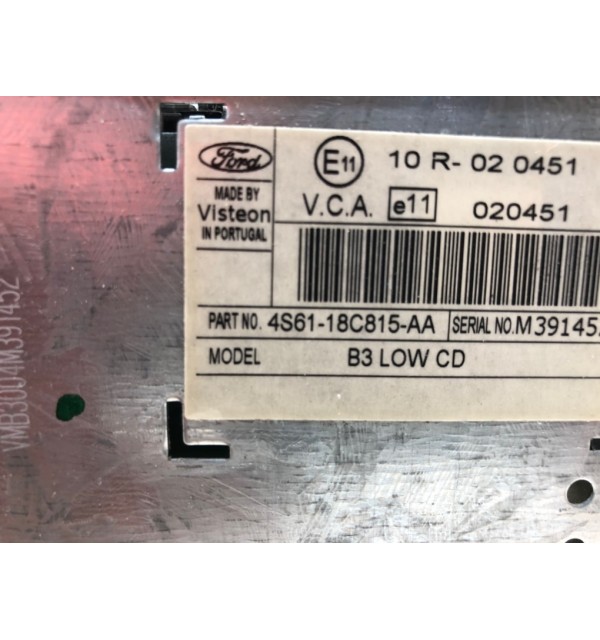 Ford
MADE BY
Visteon
IN PORTUGAL
E11 10 R- 02 0451
V.C.A. e11 020451
PART NO. 4S61-18C815-AA SERIAL NO. M39145
MODEL B3 LOW CD
VMB3004M391452